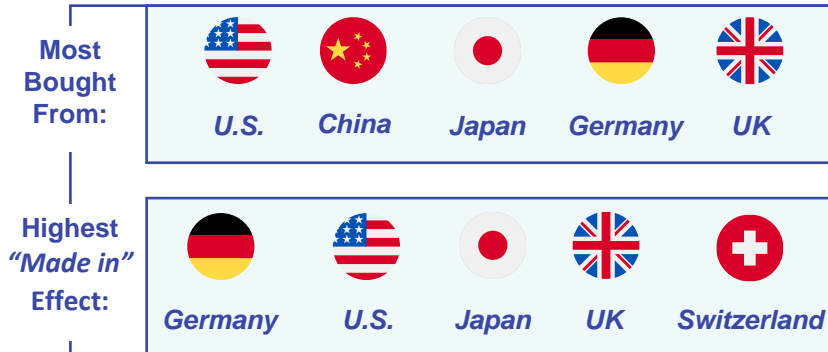 Most
Bought
From:
U.S. China Japan Germany UK
Highest
“Made in”
Effect:
Germany U.S. Japan UK Switzerland